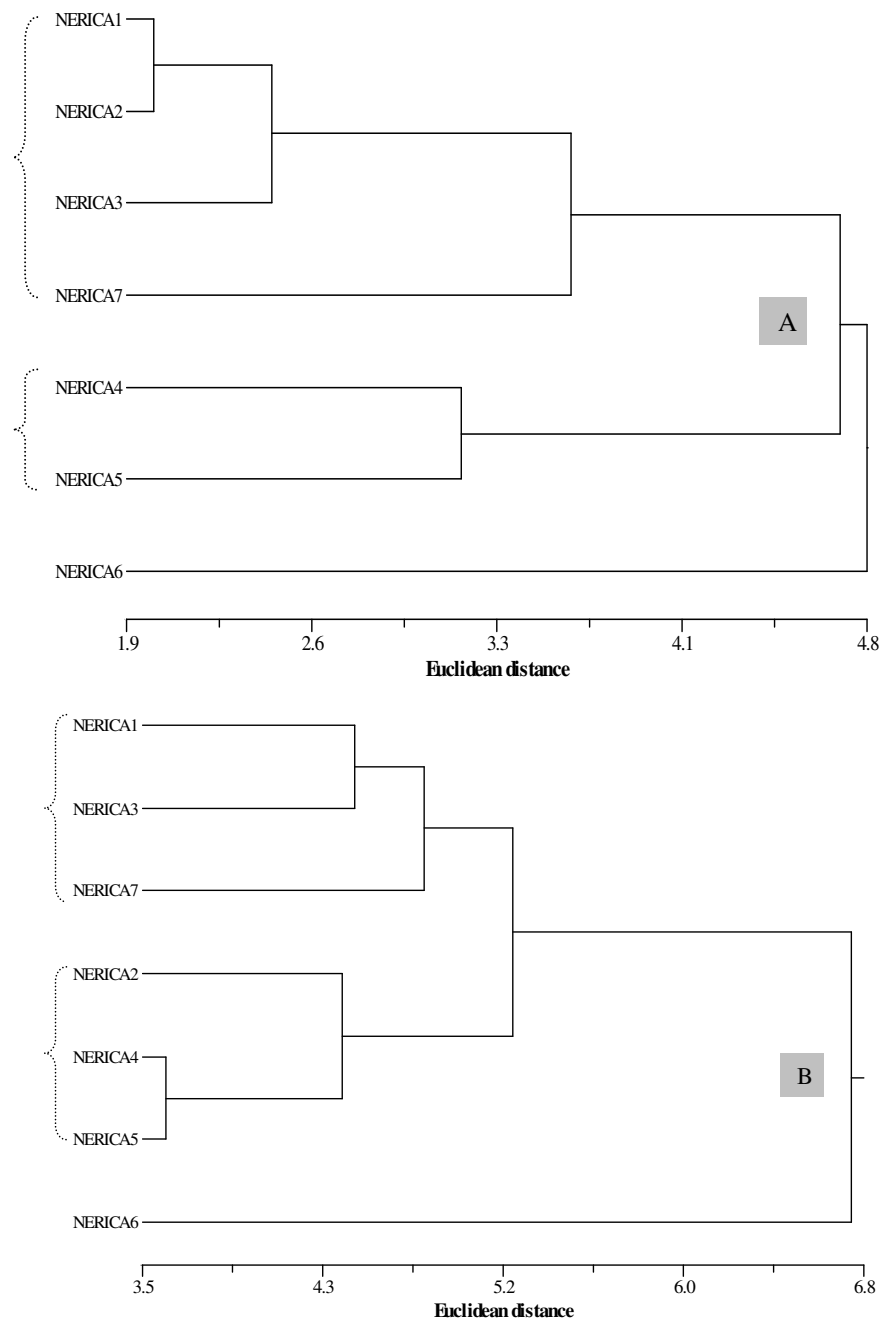 NERICA1
NERICA2
NERICA3
NERICA7
A
NERICA4
NERICA5
NERICA6
1.9 2.6 3.3 4.1 4.8
Euclidean distance
NERICA1
NERICA3
NERICA7
NERICA2
NERICA4
B
NERICA5
NERICA6
3.5 4.3 5.2 6.0 6.8
Euclidean distance